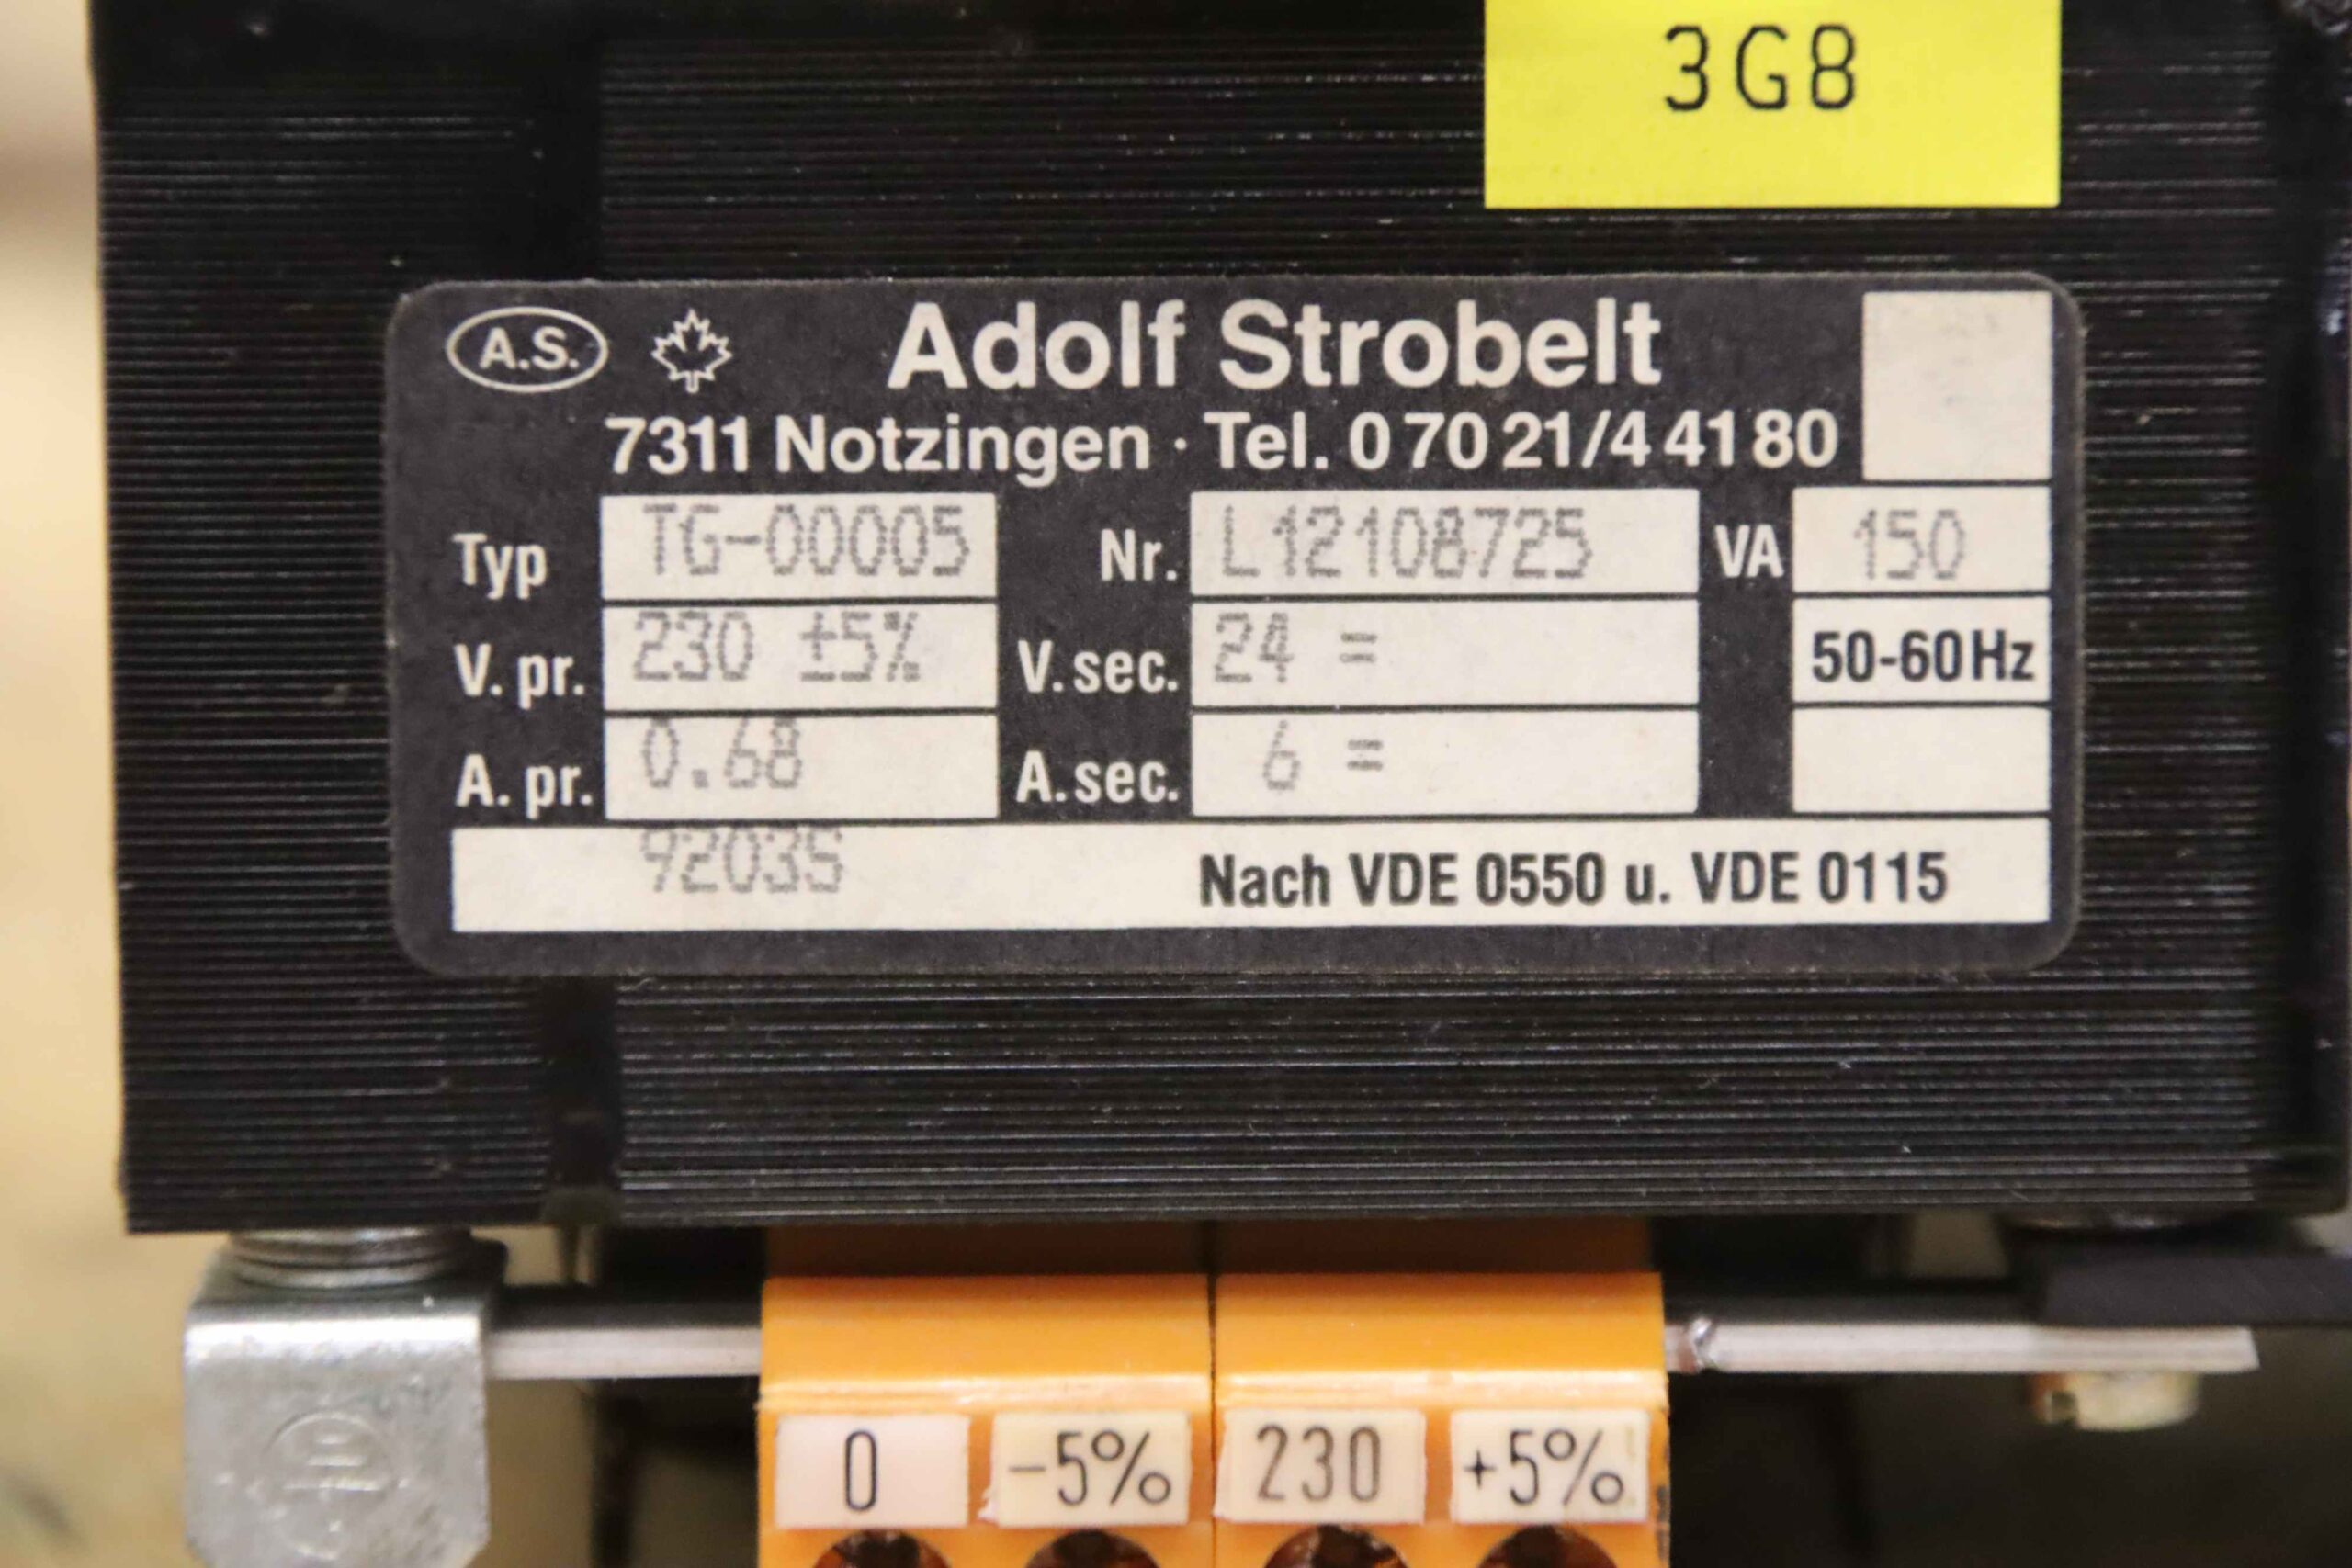 3G8
A.S. Adolf Strobelt
7311 Notzingen · Tel. 0 70 21/4 41 80
Typ TG-00005 Nr. L12108725 VA 150
V. pr. 230 ±5% V. sec. 24 = 50-60Hz
A. pr. 0.68 A. sec. 6 =
92035 Nach VDE 0550 u. VDE 0115
0 -5% 230 +5%